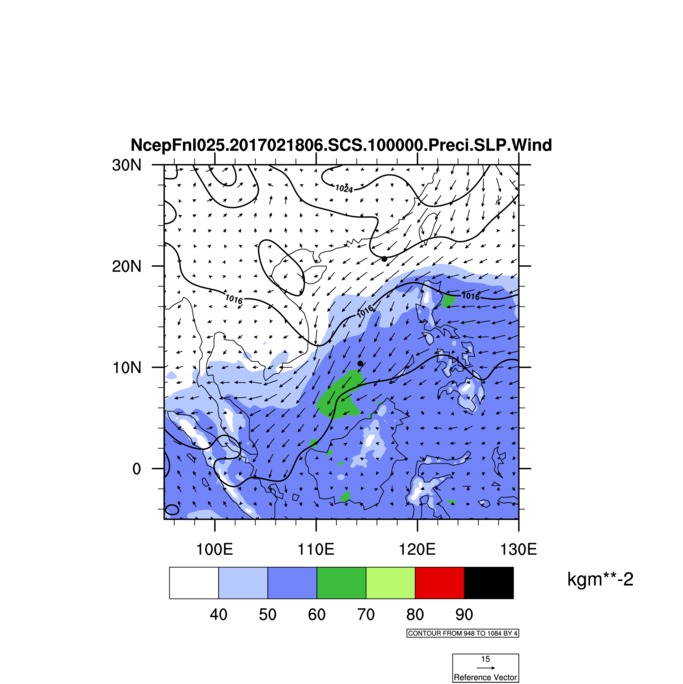 NcepFnl025.2017021806.SCS.100000.Preci.SLP.Wind
30N
1024
20N
1016
1016
1016
10N
0
100E 110E 120E 130E
kgm**-2
40 50 60 70 80 90
CONTOUR FROM 948 TO 1084 BY 4
15
Reference Vector